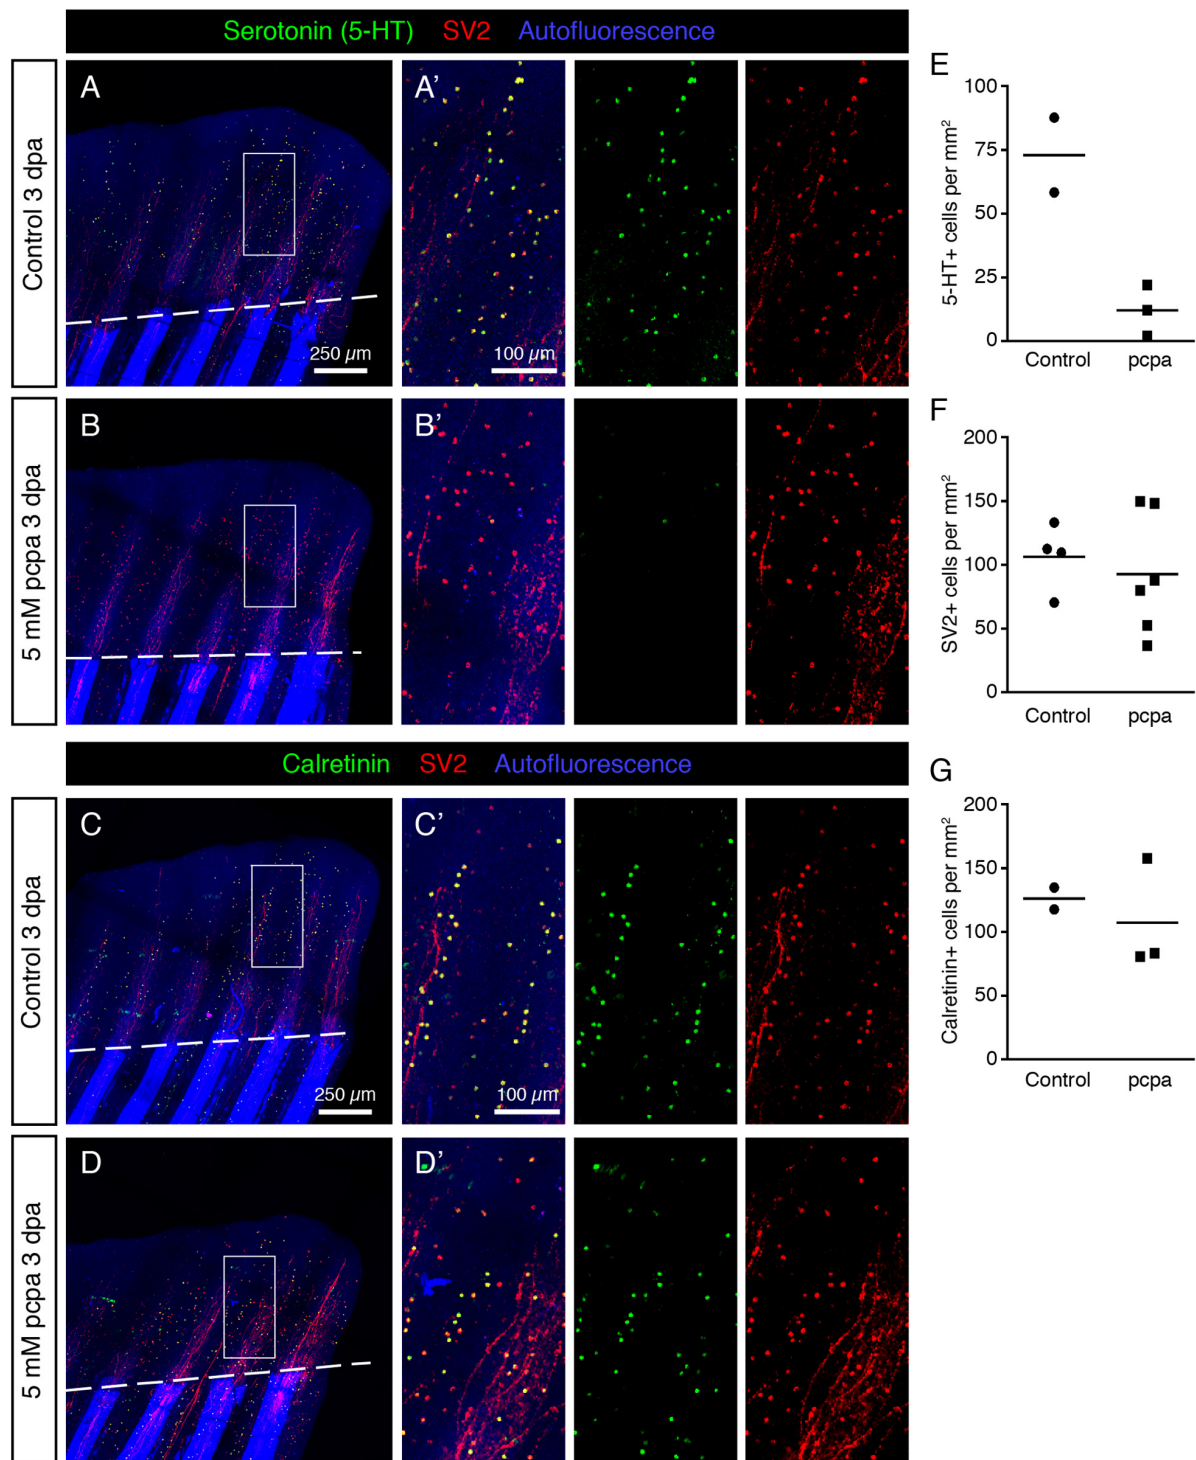 Serotonin (5-HT) SV2 Autofluorescence
Control 3 dpa
A
250 µm
A'
100 µm
E
5-HT+ cells per mm²
100
75
50
25
0
Control pcpa
5 mM pcpa 3 dpa
B
B'
F
SV2+ cells per mm²
200
150
100
50
0
Control pcpa
Calretinin SV2 Autofluorescence
Control 3 dpa
C
250 µm
C'
100 µm
G
Calretinin+ cells per mm²
200
150
100
50
0
Control pcpa
5 mM pcpa 3 dpa
D
D'